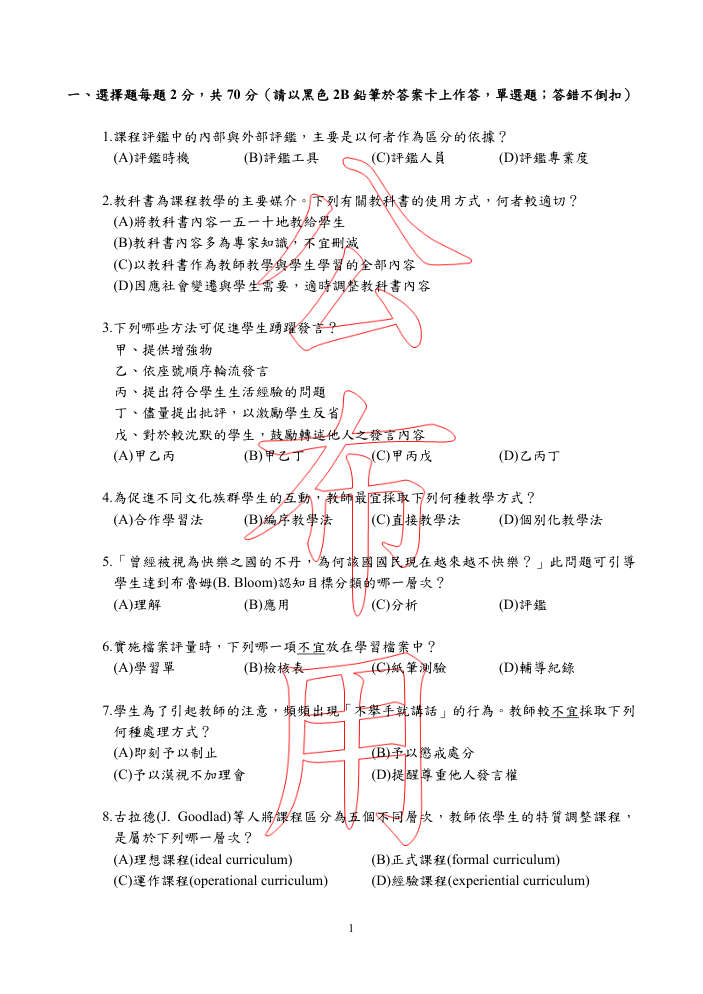 一、選擇題每題 2 分，共 70 分（請以黑色 2B 鉛筆於答案卡上作答，單選題；答錯不倒扣）
1.課程評鑑中的內部與外部評鑑，主要是以何者作為區分的依據？
(A)評鑑時機 (B)評鑑工具 (C)評鑑人員 (D)評鑑專業度
2.教科書為課程教學的主要媒介。下列有關教科書的使用方式，何者較適切？
(A)將教科書內容一五一十地教給學生
(B)教科書內容多為專家知識，不宜刪減
(C)以教科書作為教師教學與學生學習的全部內容
(D)因應社會變遷與學生需要，適時調整教科書內容
3.下列哪些方法可促進學生踴躍發言？
甲、提供增強物
乙、依座號順序輪流發言
丙、提出符合學生生活經驗的問題
丁、儘量提出批評，以激勵學生反省
戊、對於較沈默的學生，鼓勵轉述他人之發言內容
(A)甲乙丙 (B)甲乙丁 (C)甲丙戊 (D)乙丙丁
4.為促進不同文化族群學生的互動，教師最宜採取下列何種教學方式？
(A)合作學習法 (B)編序教學法 (C)直接教學法 (D)個別化教學法
5.「曾經被視為快樂之國的不丹，為何該國國民現在越來越不快樂？」此問題可引導
學生達到布魯姆(B. Bloom)認知目標分類的哪一層次？
(A)理解 (B)應用 (C)分析 (D)評鑑
6.實施檔案評量時，下列哪一項不宜放在學習檔案中？
(A)學習單 (B)檢核表 (C)紙筆測驗 (D)輔導紀錄
7.學生為了引起教師的注意，頻頻出現「不舉手就講話」的行為。教師較不宜採取下列
何種處理方式？
(A)即刻予以制止 (B)予以懲戒處分
(C)予以漠視不加理會 (D)提醒尊重他人發言權
8.古拉德(J. Goodlad)等人將課程區分為五個不同層次，教師依學生的特質調整課程，
是屬於下列哪一層次？
(A)理想課程(ideal curriculum) (B)正式課程(formal curriculum)
(C)運作課程(operational curriculum) (D)經驗課程(experiential curriculum)
1
公布用